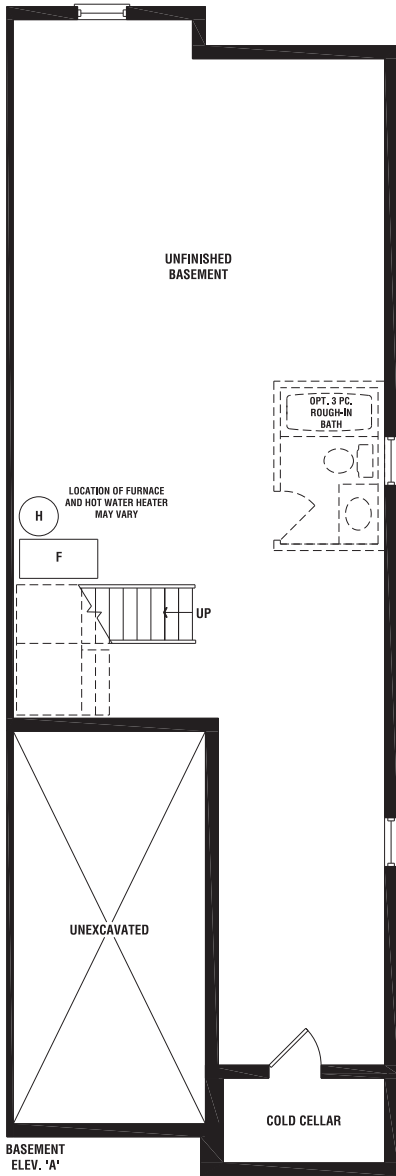 UNFINISHED
BASEMENT
OPT. 3 PC.
ROUGH-IN
BATH
LOCATION OF FURNACE
AND HOT WATER HEATER
MAY VARY
H
F
UP
UNEXCAVATED
COLD CELLAR
BASEMENT
ELEV. 'A'